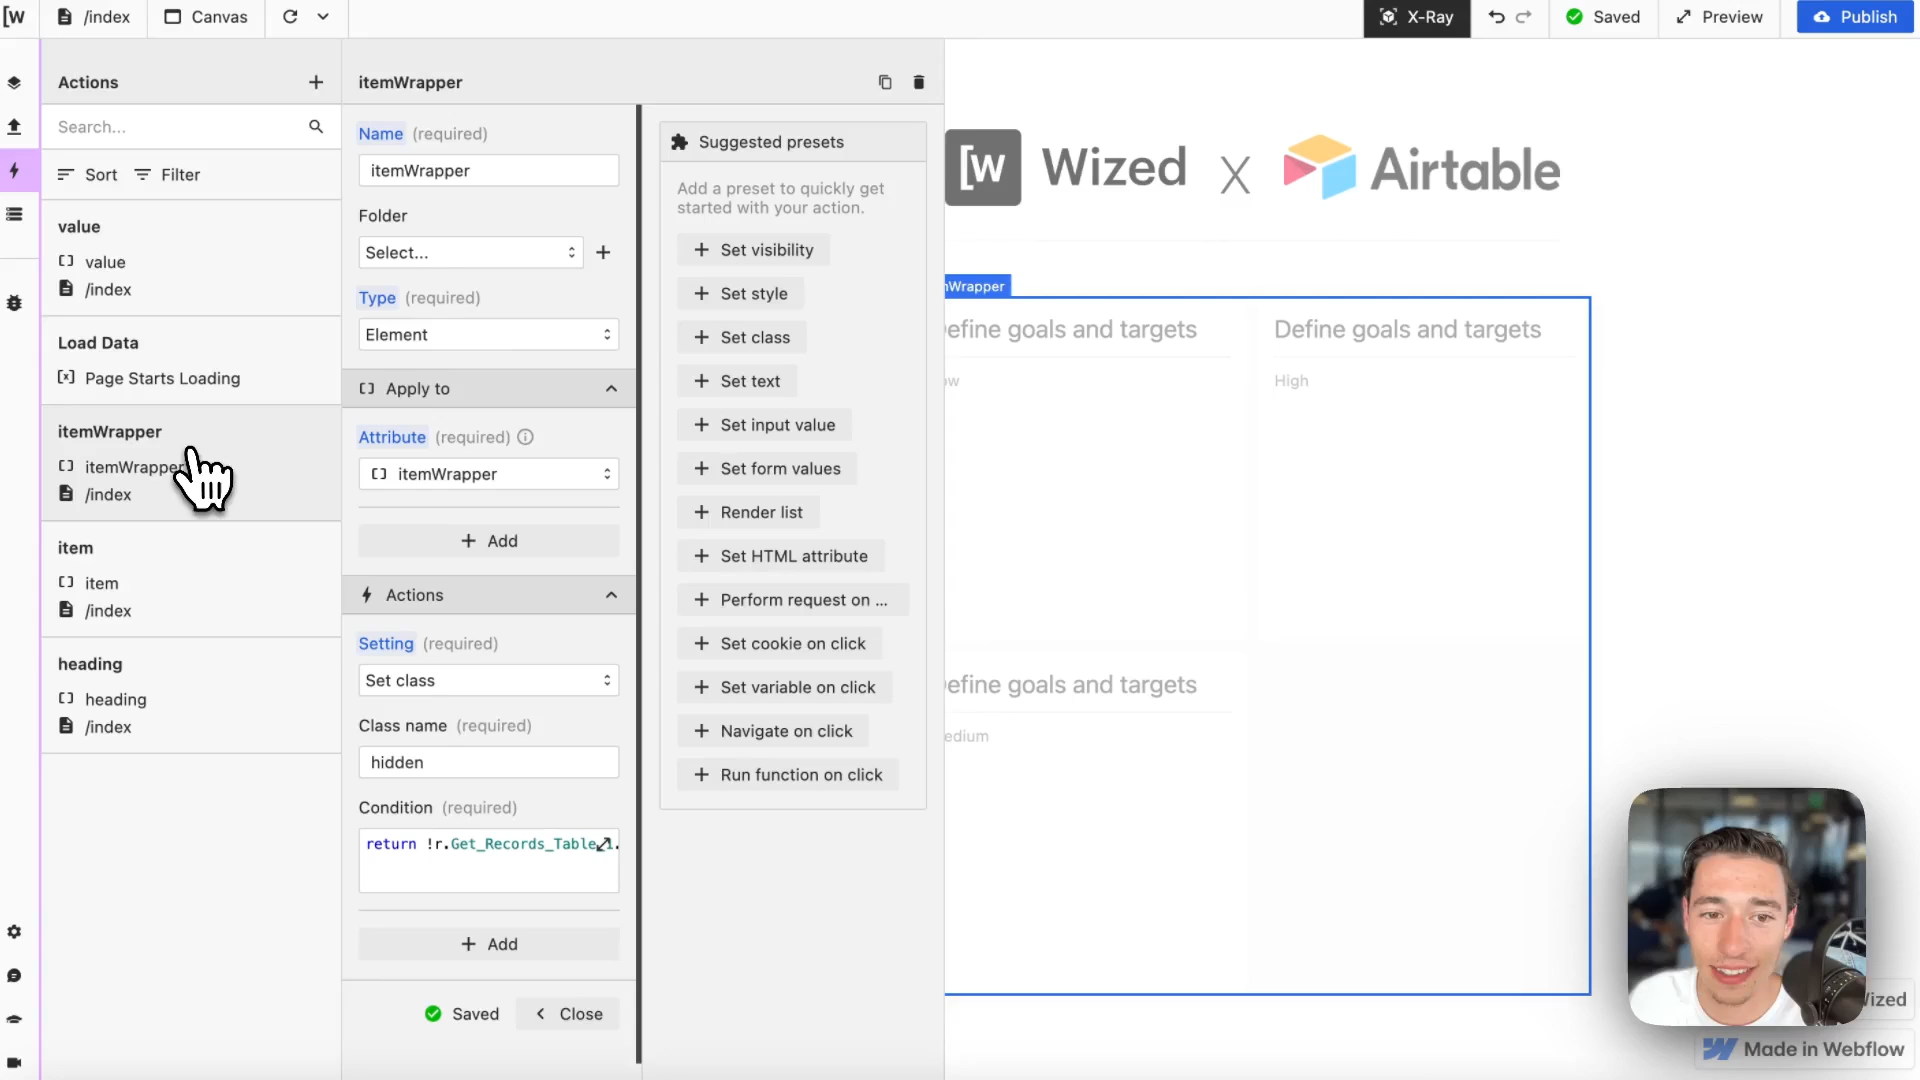 [W
/index
Canvas
X-Ray
Saved
Preview
Publish
Actions
Search...
Sort
Filter
value
value
/index
Load Data
Page Starts Loading
itemWrapper
itemWrapper
/index
item
item
/index
heading
heading
/index
itemWrapper
Name (required)
itemWrapper
Folder
Select...
Type (required)
Element
Apply to
Attribute (required)
itemWrapper
Add
Actions
Setting (required)
Set class
Class name (required)
hidden
Condition (required)
return !r.Get_Records_Table
Add
Saved
Close
Suggested presets
Add a preset to quickly get
started with your action.
Set visibility
Set style
Set class
Set text
Set input value
Set form values
Render list
Set HTML attribute
Perform request on ...
Set cookie on click
Set variable on click
Navigate on click
Run function on click
[W Wized X Airtable
Wrapper
efine goals and targets
Define goals and targets
High
efine goals and targets
edium
Made in Webflow